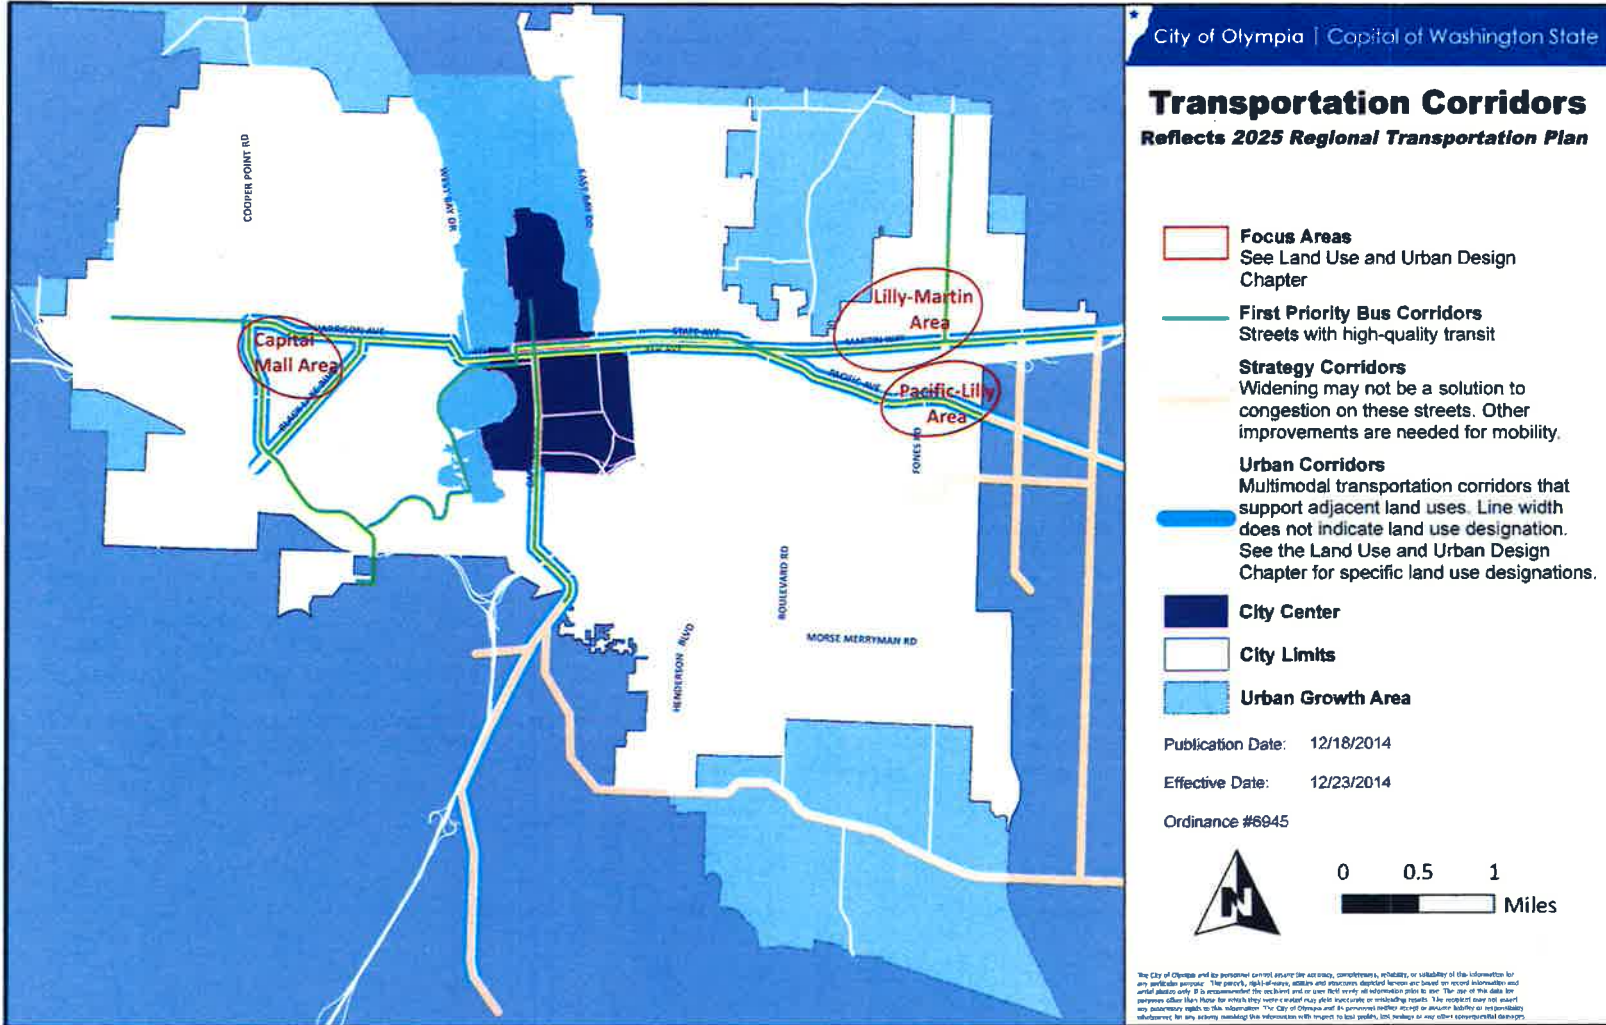 City of Olympia | Capitol of Washington State
Transportation Corridors
Reflects 2025 Regional Transportation Plan
Focus Areas
See Land Use and Urban Design
Chapter
First Priority Bus Corridors
Streets with high-quality transit
Strategy Corridors
Widening may not be a solution to
congestion on these streets. Other
improvements are needed for mobility.
Urban Corridors
Multimodal transportation corridors that
support adjacent land uses. Line width
does not indicate land use designation.
See the Land Use and Urban Design
Chapter for specific land use designations.
City Center
City Limits
Urban Growth Area
Publication Date: 12/18/2014
Effective Date: 12/23/2014
Ordinance #6945
N
0 0.5 1
Miles
COOPER POINT RD
WEST BAY DR
EAST BAY DR
HARRISON AVE
Capital
Mall Area
STATE AVE
Lilly-Martin
Area
MARTIN WAY
PACIFIC AVE
Pacific-Lilly
Area
FONES RD
BOULEVARD RD
HENDERSON BLVD
MORSE MERRYMAN RD